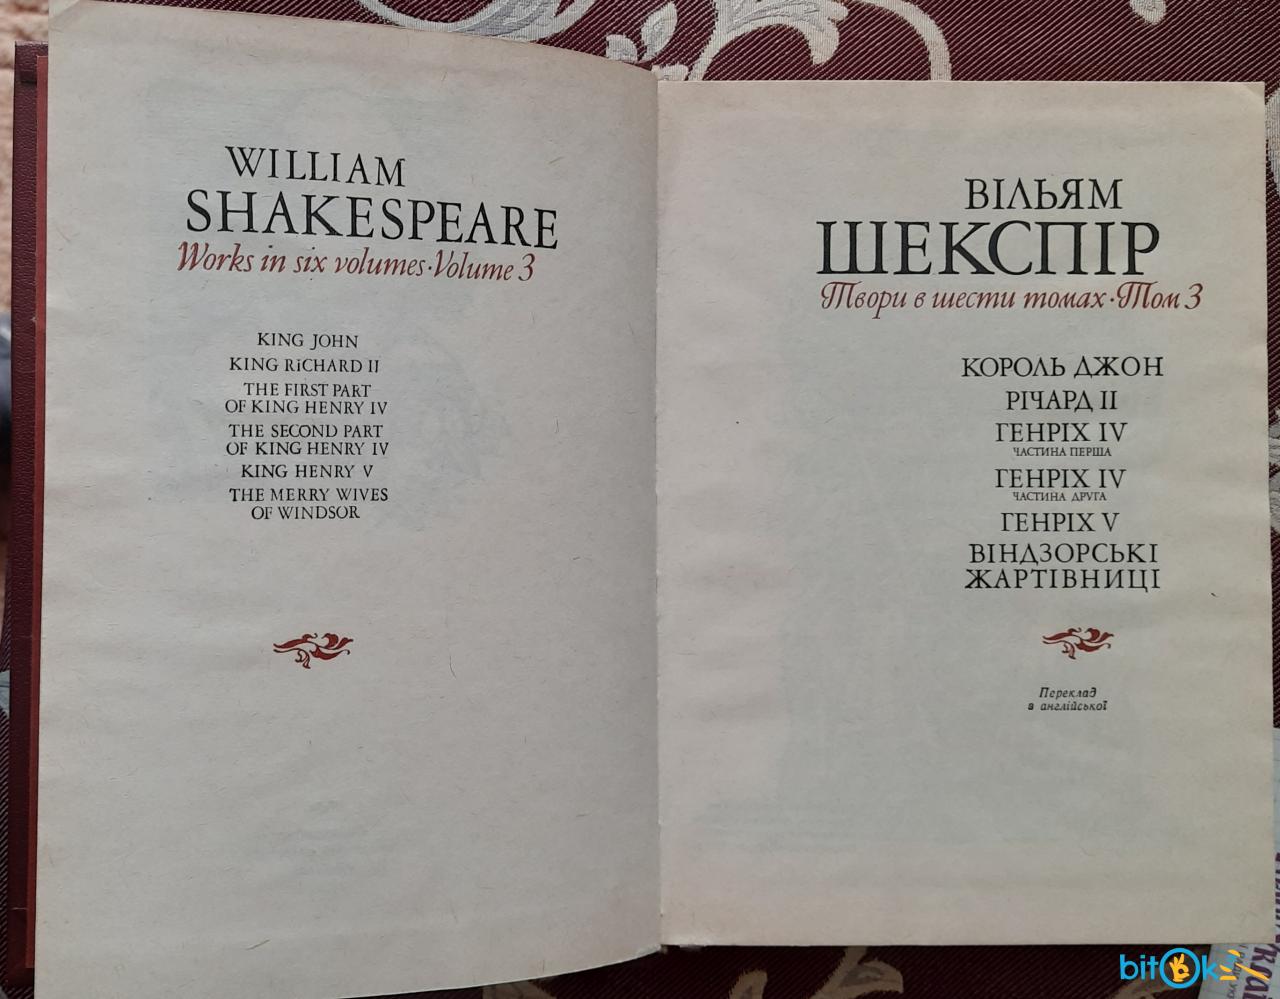 WILLIAM
SHAKESPEARE
Works in six volumes·Volume 3
KING JOHN
KING RiCHARD II
THE FIRST PART
OF KING HENRY IV
THE SECOND PART
OF KING HENRY IV
KING HENRY V
THE MERRY WIVES
OF WINDSOR
ВІЛЬЯМ
ШЕКСПІР
Твори в шести томах·Том 3
КОРОЛЬ ДЖОН
РІЧАРД II
ГЕНРІХ IV
ЧАСТИНА ПЕРША
ГЕНРІХ IV
ЧАСТИНА ДРУГА
ГЕНРІХ V
ВІНДЗОРСЬКІ
ЖАРТІВНИЦІ
Переклад
з англійської
bitOk